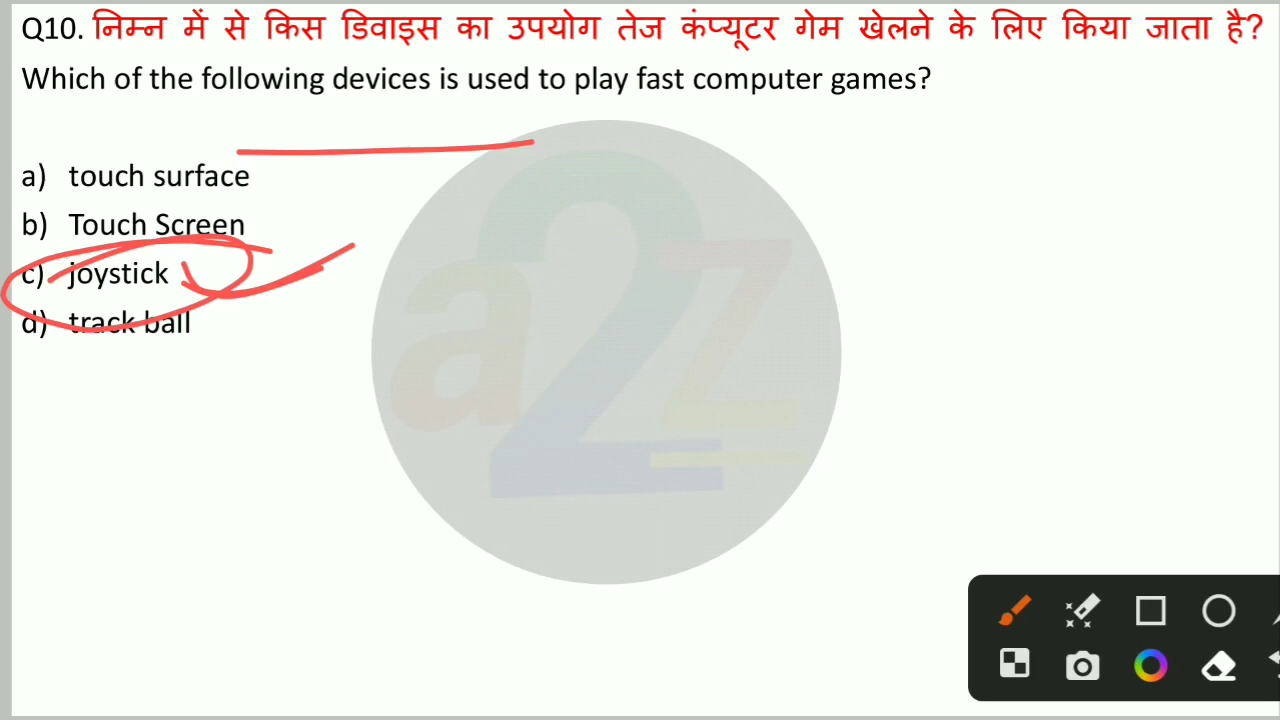 Q10. निम्न में से किस डिवाइस का उपयोग तेज कंप्यूटर गेम खेलने के लिए किया जाता है?
Which of the following devices is used to play fast computer games?
a) touch surface
b) Touch Screen
c) joystick
d) track ball
a2z